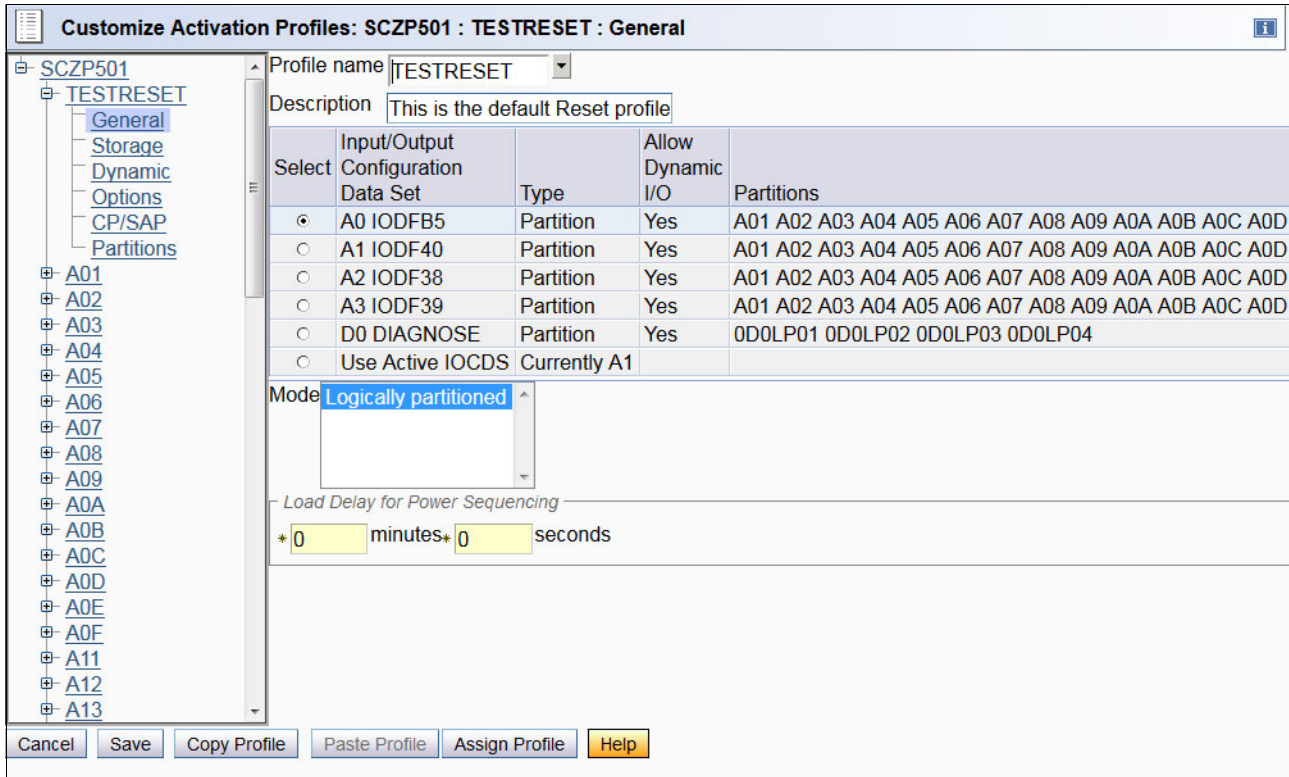 Customize Activation Profiles: SCZP501 : TESTRESET : General
i
SCZP501
TESTRESET
General
Storage
Dynamic
Options
CP/SAP
Partitions
A01
A02
A03
A04
A05
A06
A07
A08
A09
A0A
A0B
A0C
A0D
A0E
A0F
A11
A12
A13
Profile name TESTRESET
Description This is the default Reset profile
Select Input/Output Configuration Data Set Type Allow Dynamic I/O Partitions
A0 IODFB5 Partition Yes A01 A02 A03 A04 A05 A06 A07 A08 A09 A0A A0B A0C A0D
A1 IODF40 Partition Yes A01 A02 A03 A04 A05 A06 A07 A08 A09 A0A A0B A0C A0D
A2 IODF38 Partition Yes A01 A02 A03 A04 A05 A06 A07 A08 A09 A0A A0B A0C A0D
A3 IODF39 Partition Yes A01 A02 A03 A04 A05 A06 A07 A08 A09 A0A A0B A0C A0D
D0 DIAGNOSE Partition Yes 0D0LP01 0D0LP02 0D0LP03 0D0LP04
Use Active IOCDS Currently A1
Mode Logically partitioned
Load Delay for Power Sequencing
* 0 minutes * 0 seconds
Cancel Save Copy Profile Paste Profile Assign Profile Help